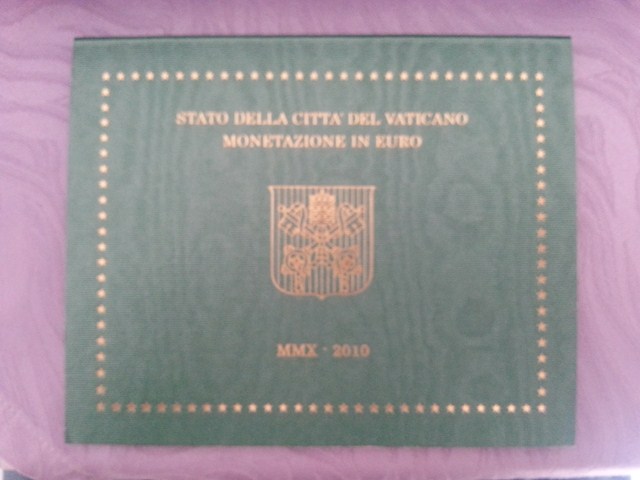 STATO DELLA CITTA' DEL VATICANO
MONETAZIONE IN EURO
MMX - 2010